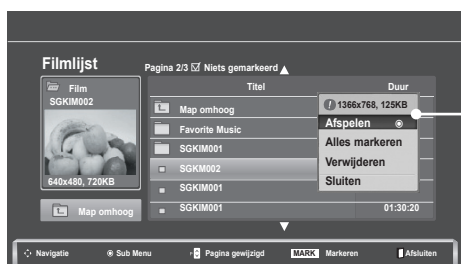 Filmlijst
Pagina 2/3 ☑ Niets gemarkeerd
Film
SGKIM002
640x480, 720KB
Map omhoog
Titel
Duur
Map omhoog
Favorite Music
SGKIM001
SGKM002
SGKIM001
SGKIM001
01:30:20
1366x768, 125KB
Afspelen
Alles markeren
Verwijderen
Sluiten
Navigatie
Sub Menu
P Pagina gewijzigd
MARK Markeren
Afsluiten